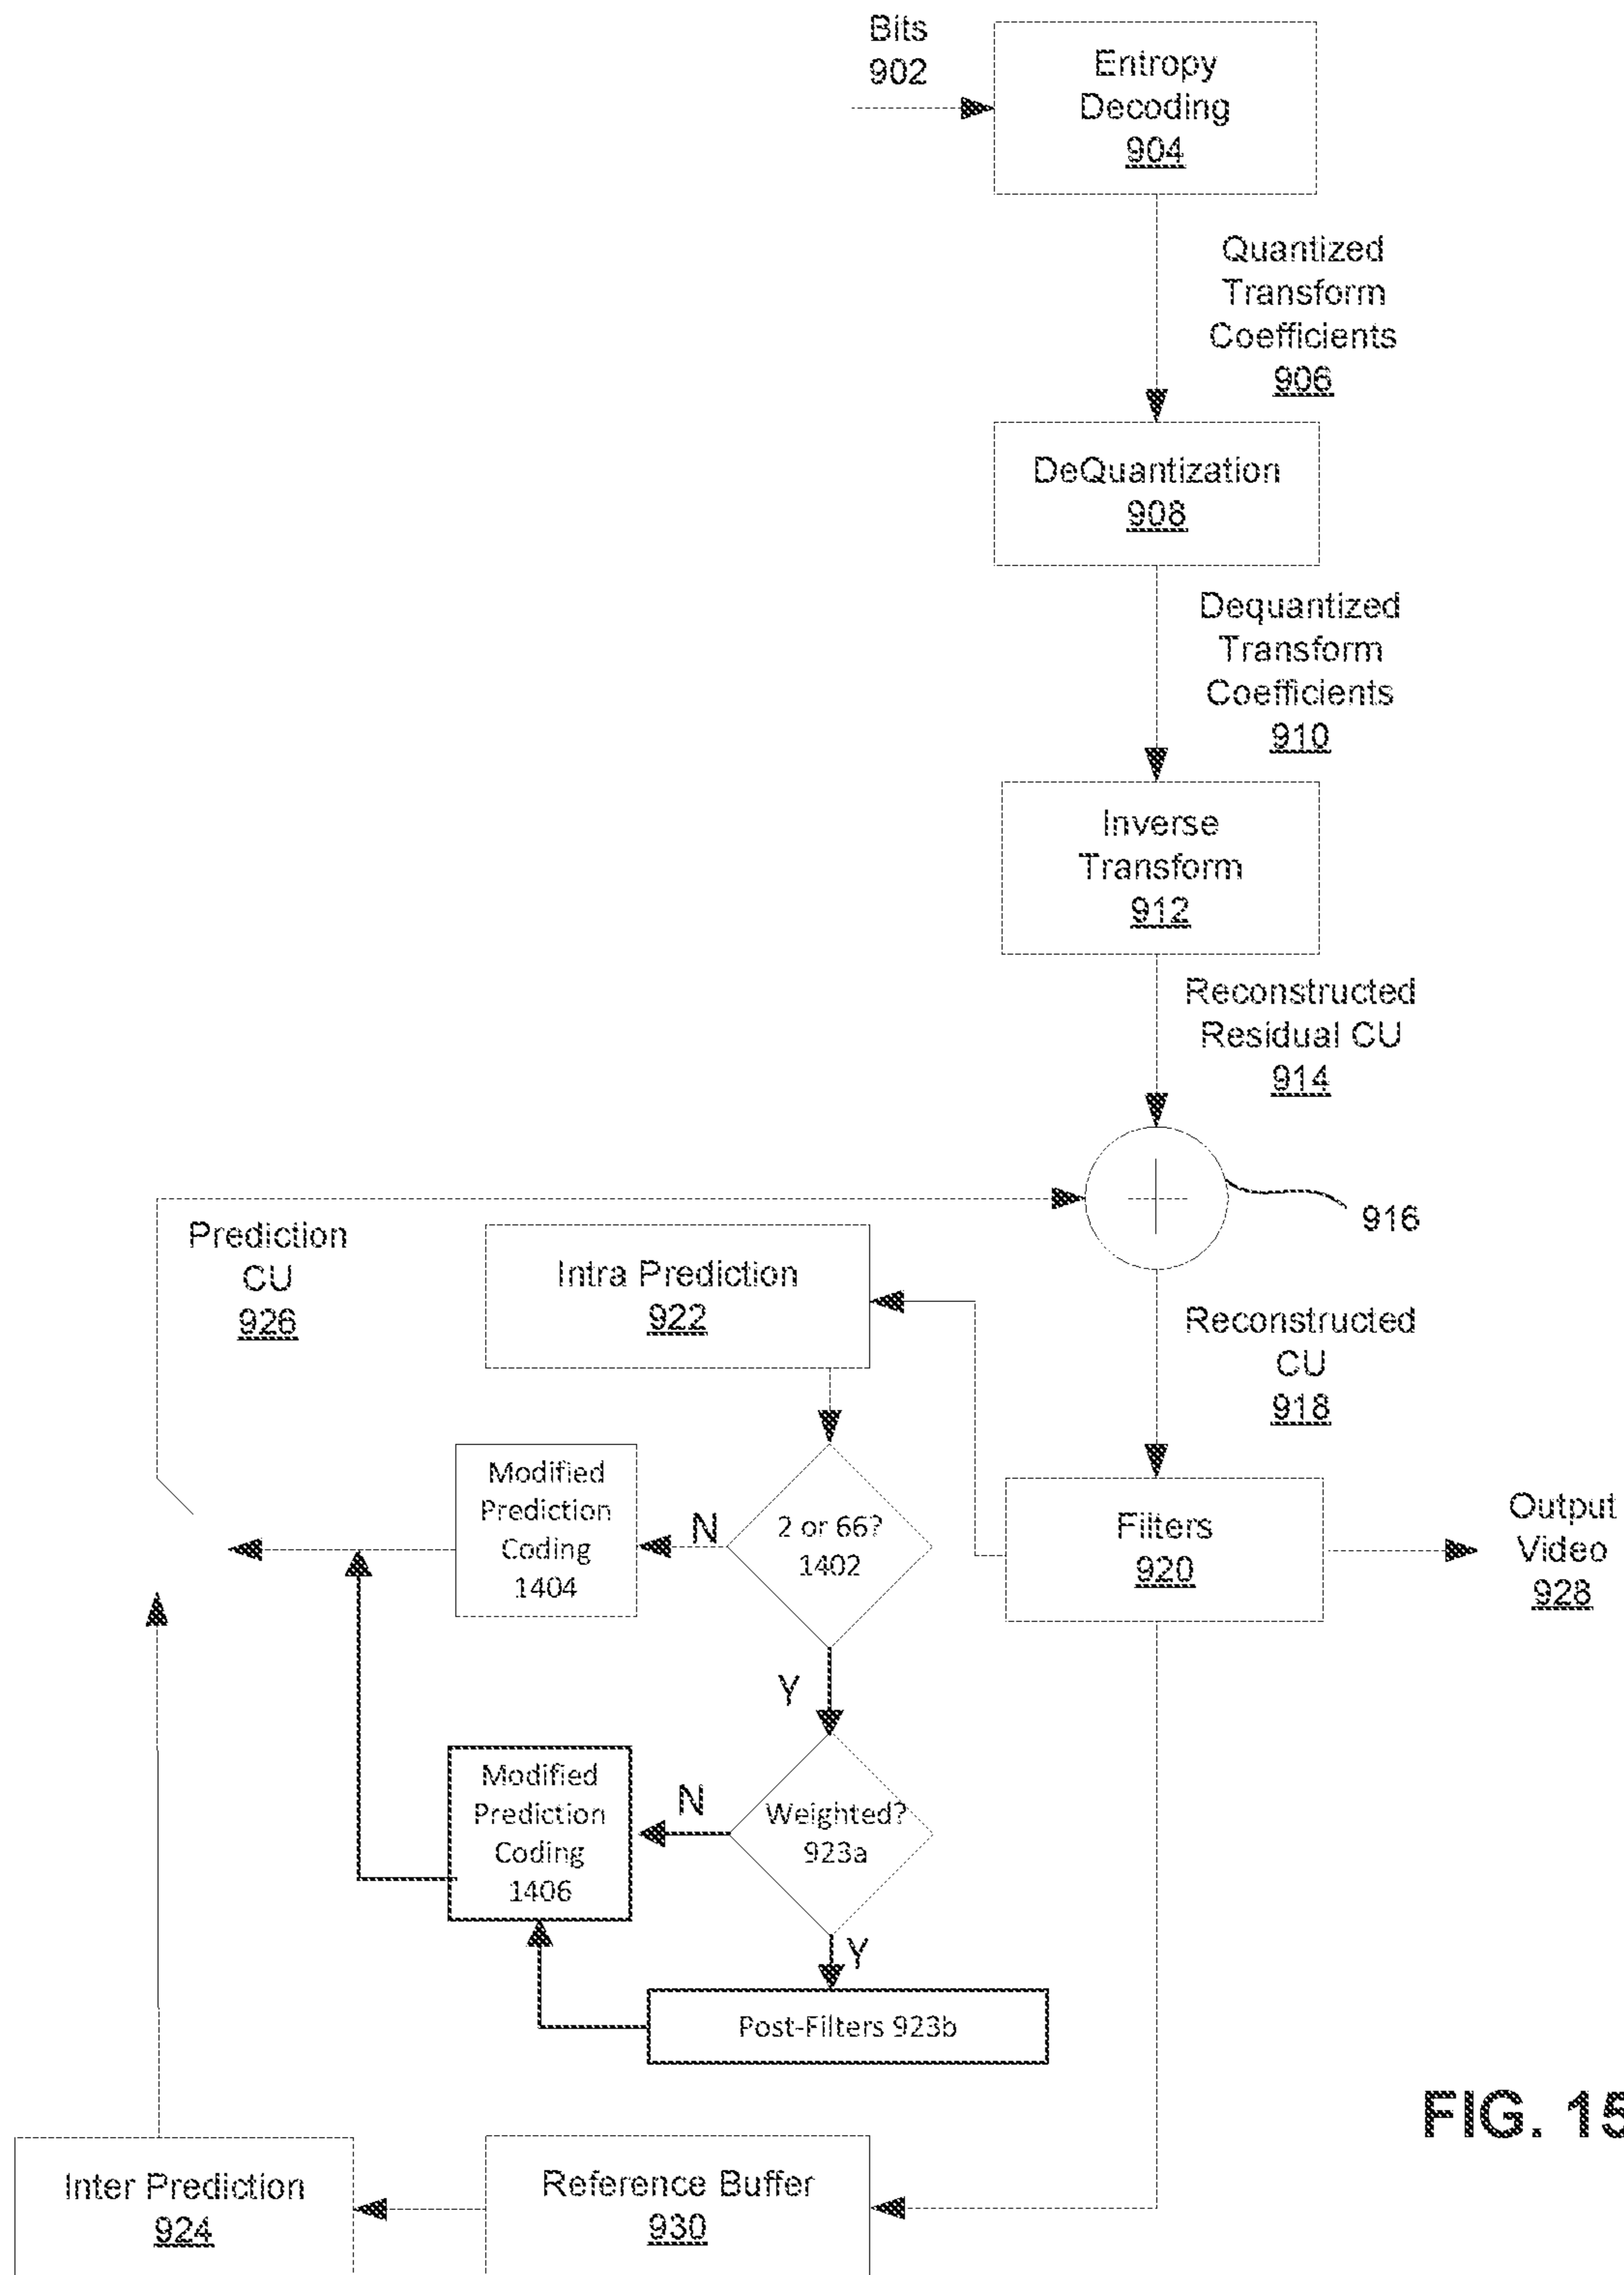 Bits
902
Entropy
Decoding
904
Quantized
Transform
Coefficients
906
DeQuantization
908
Dequantized
Transform
Coefficients
910
Inverse
Transform
912
Reconstructed
Residual CU
914
916
Prediction
CU
926
Intra Prediction
922
Reconstructed
CU
918
Modified
Prediction
Coding
1404
N
2 or 66?
1402
Filters
920
Output
Video
928
Y
Modified
Prediction
Coding
1406
N
Weighted?
923a
Y
Post-Filters 923b
FIG. 15
Inter Prediction
924
Reference Buffer
930